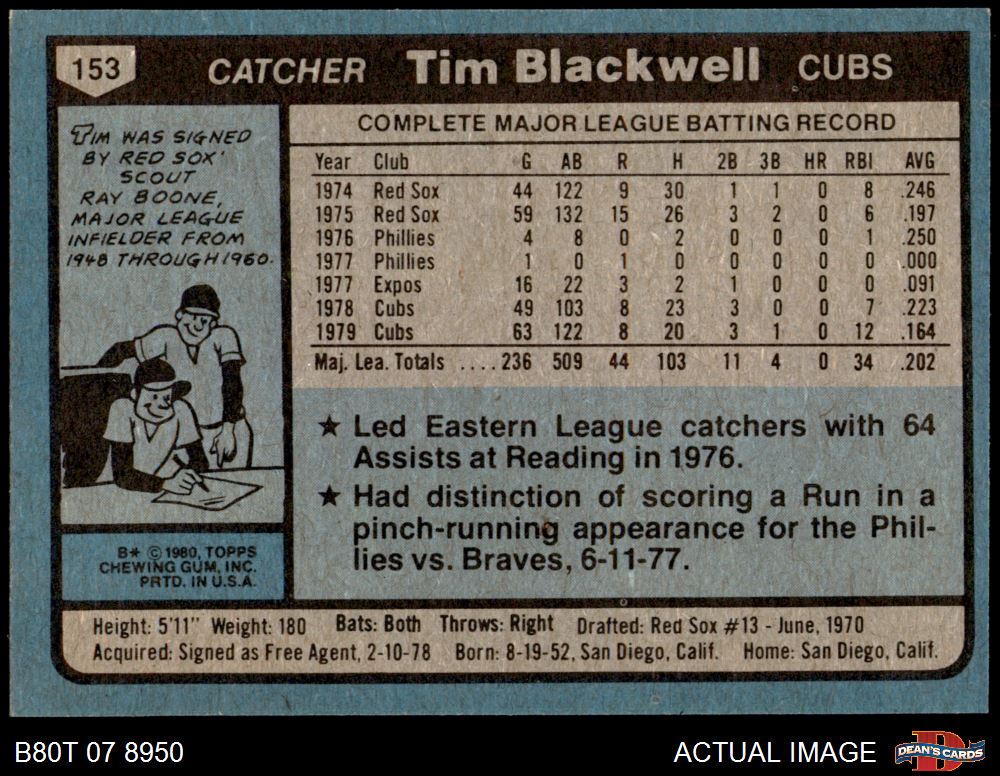 153 CATCHER Tim Blackwell CUBS
TIM WAS SIGNED
BY RED SOX'
SCOUT
RAY BOONE,
MAJOR LEAGUE
INFIELDER FROM
1948 THROUGH 1960.
COMPLETE MAJOR LEAGUE BATTING RECORD
Year Club G AB R H 2B 3B HR RBI AVG
1974 Red Sox 44 122 9 30 1 1 0 8 .246
1975 Red Sox 59 132 15 26 3 2 0 6 .197
1976 Phillies 4 8 0 2 0 0 0 1 .250
1977 Phillies 1 0 1 0 0 0 0 0 .000
1977 Expos 16 22 3 2 1 0 0 0 .091
1978 Cubs 49 103 8 23 3 0 0 7 .223
1979 Cubs 63 122 8 20 3 1 0 12 .164
Maj. Lea. Totals ....236 509 44 103 11 4 0 34 .202
★ Led Eastern League catchers with 64
Assists at Reading in 1976.
★ Had distinction of scoring a Run in a
pinch-running appearance for the Phil-
lies vs. Braves, 6-11-77.
B* © 1980, TOPPS
CHEWING GUM, INC.
PRTD. IN U.S.A.
Height: 5'11" Weight: 180 Bats: Both Throws: Right Drafted: Red Sox #13 - June, 1970
Acquired: Signed as Free Agent, 2-10-78 Born: 8-19-52, San Diego, Calif. Home: San Diego, Calif.
B80T 07 8950 ACTUAL IMAGE DEAN'S CARDS